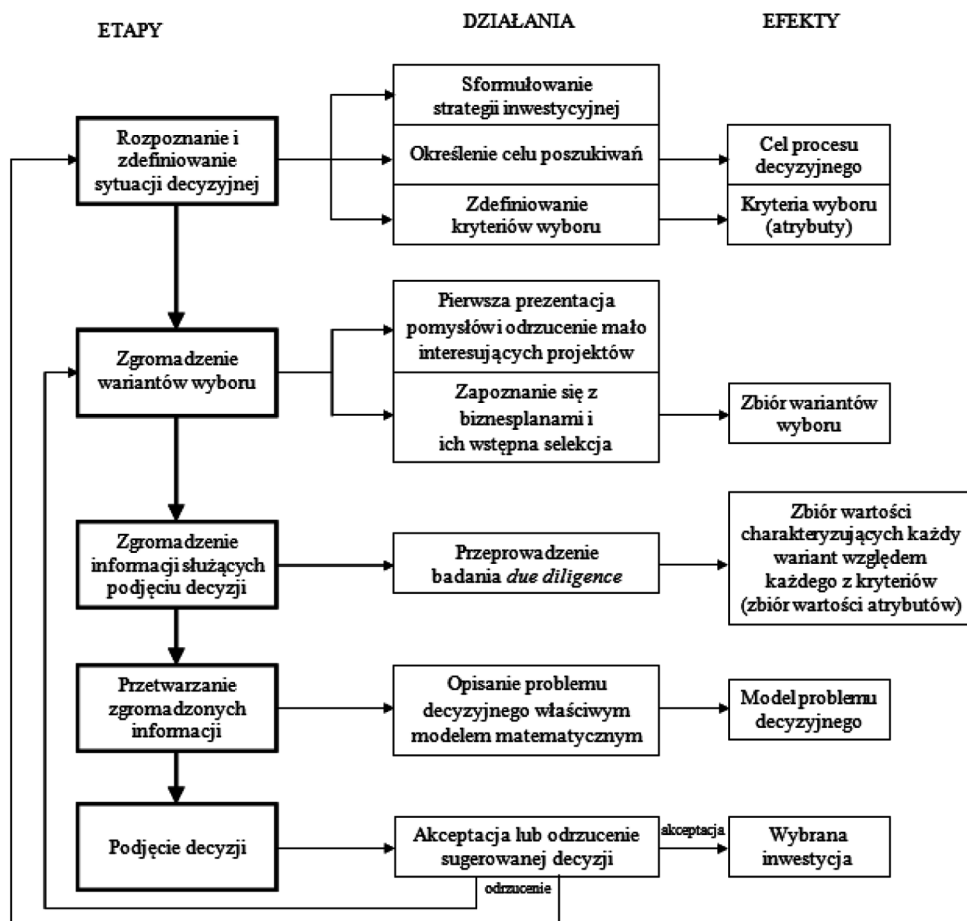 ETAPY
DZIAŁANIA
EFEKTY
Rozpoznanie i
zdefiniowanie
sytuacji decyzyjnej
Sformułowanie
strategii inwestycyjnej
Określenie celu poszukiwań
Cel procesu
decyzyjnego
Zdefiniowanie
kryteriów wyboru
Kryteria wyboru
(atrybuty)
Zgromadzenie
wariantów wyboru
Pierwsza prezentacja
pomysłów i odrzucenie mało
interesujących projektów
Zapoznanie się z
biznesplanami i
ich wstępna selekcja
Zbiór wariantów
wyboru
Zgromadzenie
informacji służących
podjęciu decyzji
Przeprowadzenie
badania due diligence
Zbiór wartości
charakteryzujących każdy
wariant względem
każdego z kryteriów
(zbiór wartości atrybutów)
Przetwarzanie
zgromadzonych
informacji
Opisanie problemu
decyzyjnego właściwym
modelem matematycznym
Model problemu
decyzyjnego
Podjęcie decyzji
Akceptacja lub odrzucenie
sugerowanej decyzji
akceptacja
Wybrana
inwestycja
odrzucenie